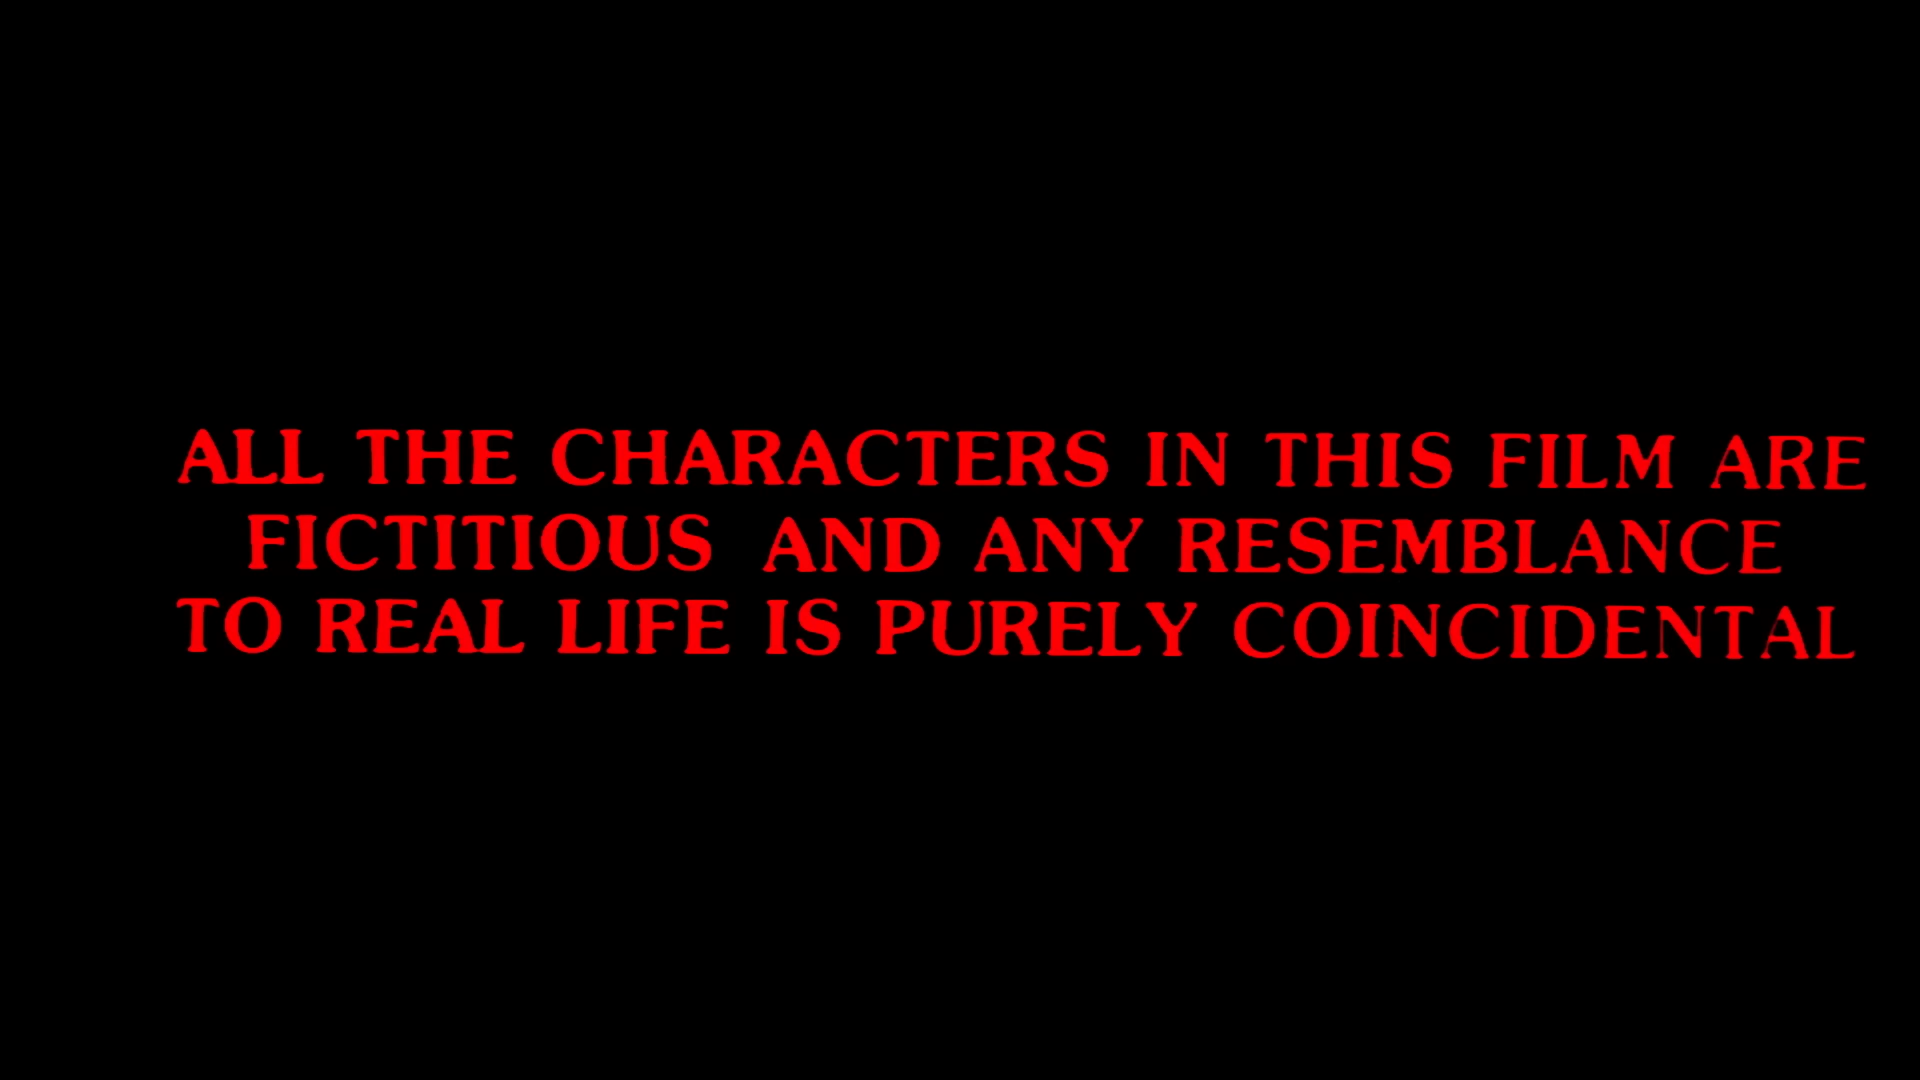 ALL THE CHARACTERS IN THIS FILM ARE
FICTITIOUS AND ANY RESEMBLANCE
TO REAL LIFE IS PURELY COINCIDENTAL